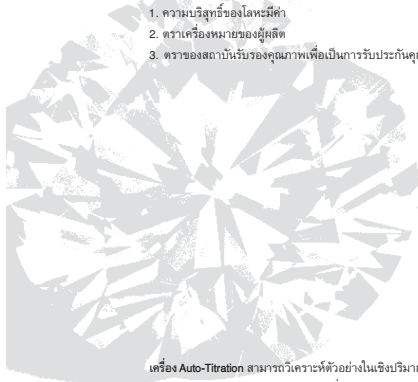 1. ความบริสุทธิ์ของโลหะมีค่า
2. ตราเครื่องหมายของผู้ผลิต
3. ตราของสถาบันรับรองคุณภาพเพื่อเป็นการรับประกันคุ
เครื่อง Auto-Titration สามารถวิเคราะห์ตัวอย่างในเชิงปริมา